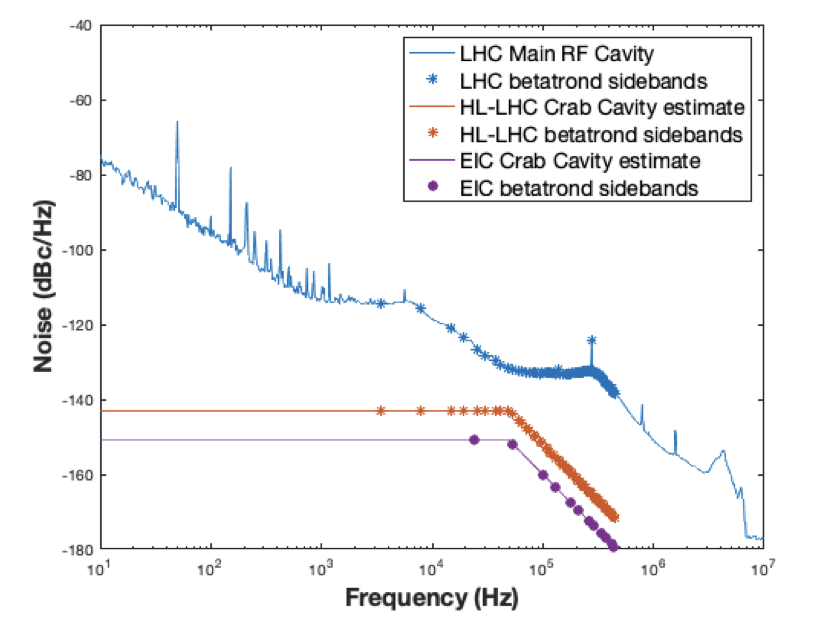 -40
-60
-80
-100
-120
-140
-160
-180
Noise (dBc/Hz)
LHC Main RF Cavity
LHC betatrond sidebands
HL-LHC Crab Cavity estimate
HL-LHC betatrond sidebands
EIC Crab Cavity estimate
EIC betatrond sidebands
10^1 10^2 10^3 10^4 10^5 10^6 10^7
Frequency (Hz)